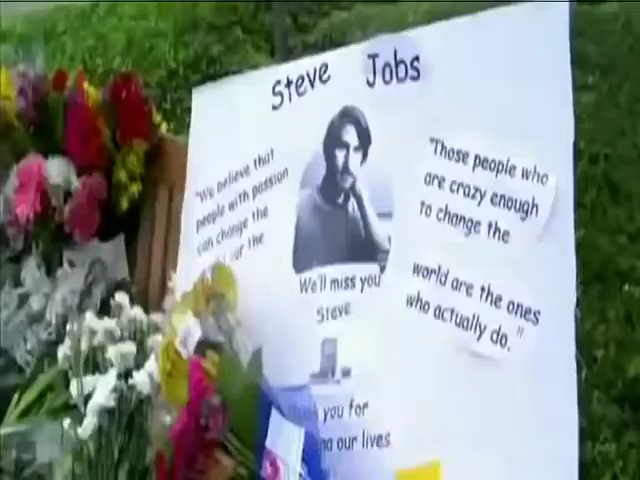 Steve Jobs
"We believe that
people with passion
can change the
the
We'll miss you
Steve
you for
our lives
"Those people who
are crazy enough
to change the
world are the ones
who actually do."